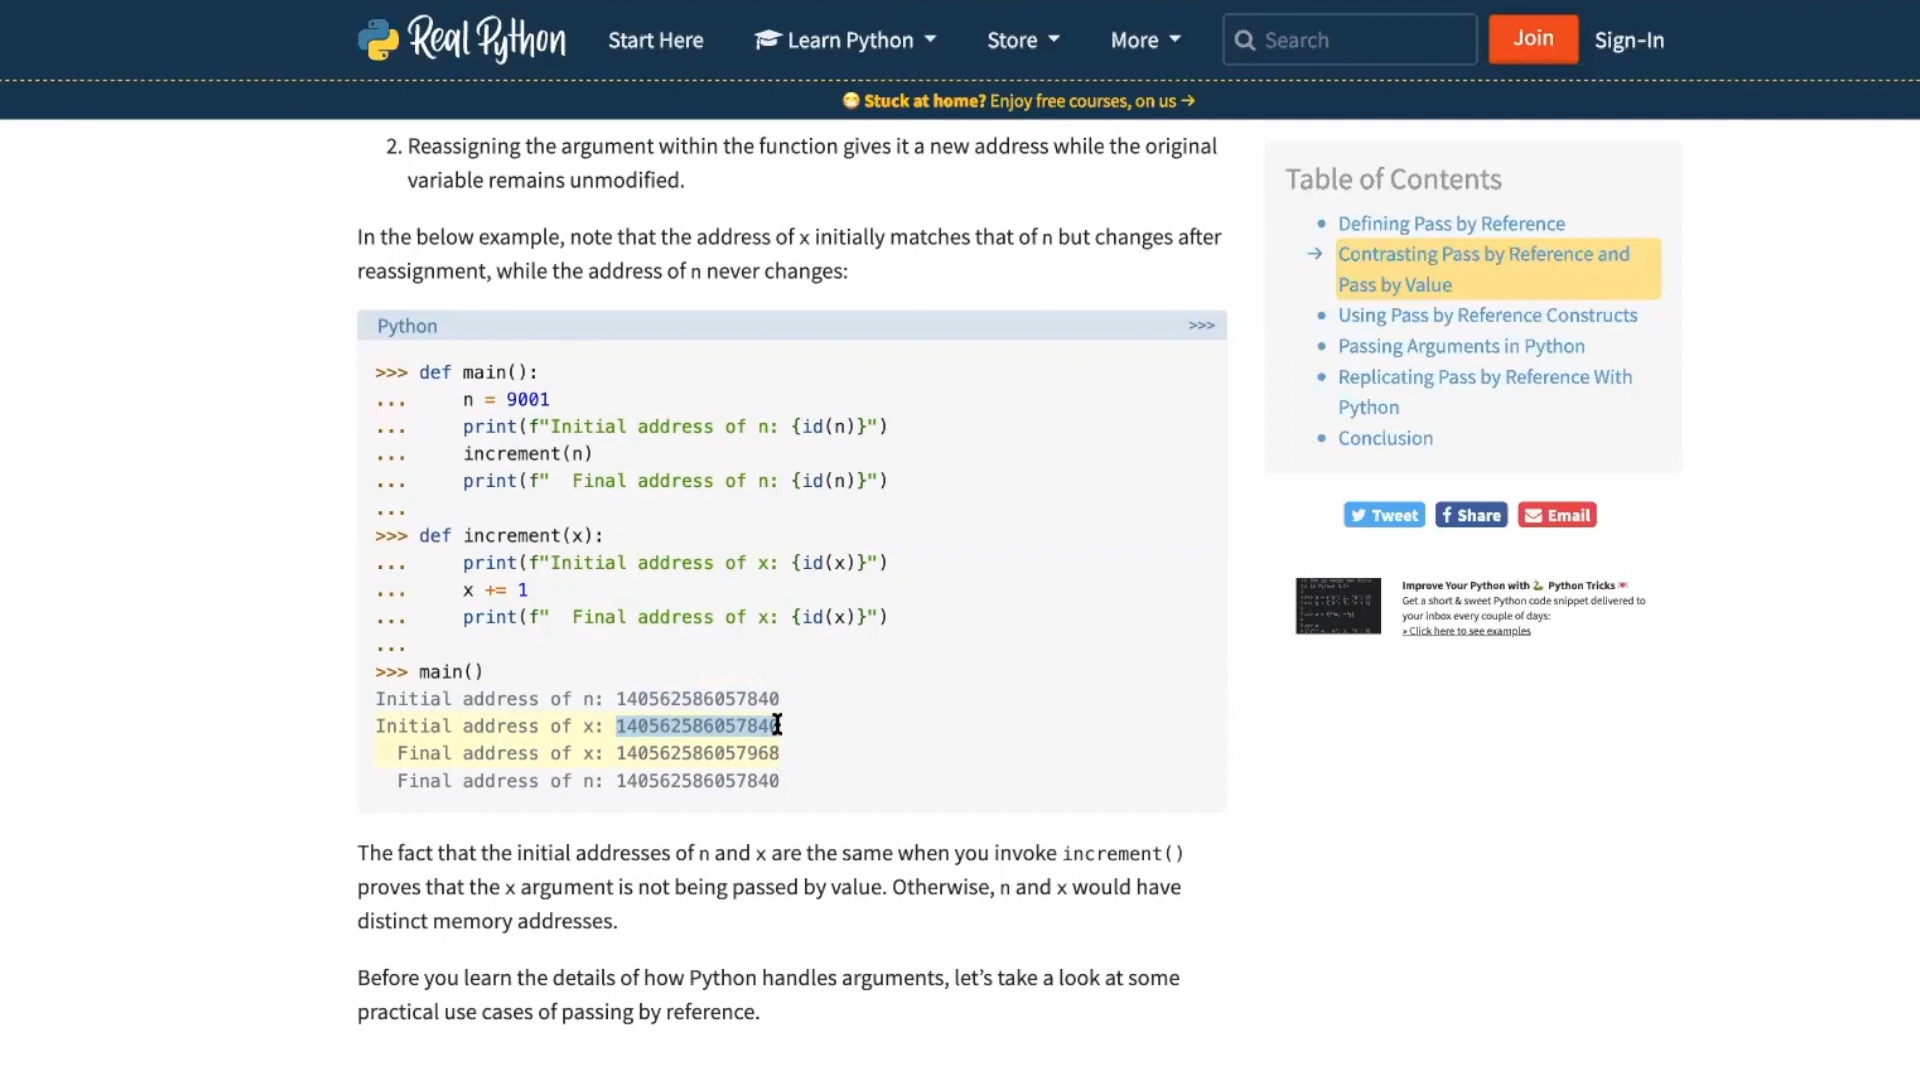 Real Python
Start Here
Learn Python
Store
More
Search
Join
Sign-In
Stuck at home? Enjoy free courses, on us →
2. Reassigning the argument within the function gives it a new address while the original
variable remains unmodified.
In the below example, note that the address of x initially matches that of n but changes after
reassignment, while the address of n never changes:
Python >>>
>>> def main():
...     n = 9001
...     print(f"Initial address of n: {id(n)}")
...     increment(n)
...     print(f"  Final address of n: {id(n)}")
...
>>> def increment(x):
...     print(f"Initial address of x: {id(x)}")
...     x += 1
...     print(f"  Final address of x: {id(x)}")
...
>>> main()
Initial address of n: 140562586057840
Initial address of x: 140562586057840
  Final address of x: 140562586057968
  Final address of n: 140562586057840
The fact that the initial addresses of n and x are the same when you invoke increment()
proves that the x argument is not being passed by value. Otherwise, n and x would have
distinct memory addresses.
Before you learn the details of how Python handles arguments, let's take a look at some
practical use cases of passing by reference.
Table of Contents
• Defining Pass by Reference
→ Contrasting Pass by Reference and
Pass by Value
• Using Pass by Reference Constructs
• Passing Arguments in Python
• Replicating Pass by Reference With
Python
• Conclusion
Tweet
Share
Email
Improve Your Python with 🐍 Python Tricks 💌
Get a short & sweet Python code snippet delivered to
your inbox every couple of days:
» Click here to see examples